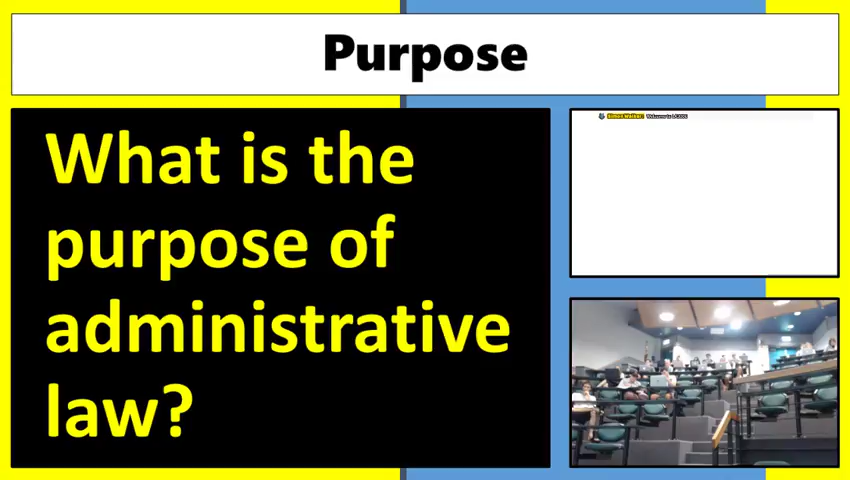 Purpose
What is the
purpose of
administrative
law?